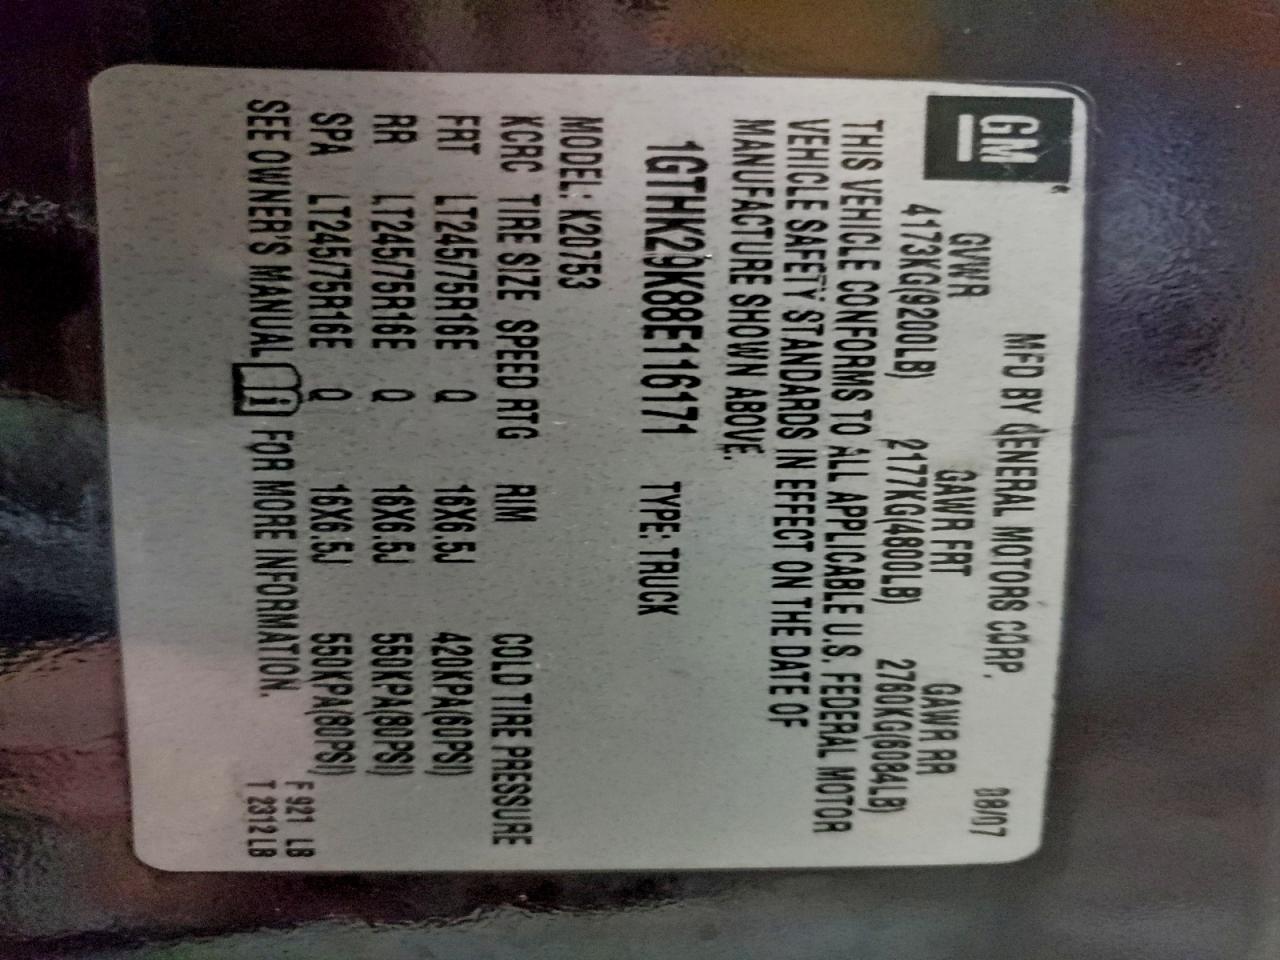 GM
MFD BY GENERAL MOTORS CORP. 08/07
GVWR GAWR FRT GAWR RR
4173KG(9200LB) 2177KG(4800LB) 2760KG(6084LB)
THIS VEHICLE CONFORMS TO ALL APPLICABLE U.S. FEDERAL MOTOR
VEHICLE SAFETY STANDARDS IN EFFECT ON THE DATE OF
MANUFACTURE SHOWN ABOVE.
1GTHK29K88E116171 TYPE: TRUCK
MODEL: K20753
KCRC TIRE SIZE SPEED RTG RIM COLD TIRE PRESSURE
FRT LT245/75R16E Q 16X6.5J 420KPA(60PSI)
RR LT245/75R16E Q 16X6.5J 550KPA(80PSI)
SPA LT245/75R16E Q 16X6.5J 550KPA(80PSI)
SEE OWNER'S MANUAL FOR MORE INFORMATION.
F 921 LB
T 2312LB